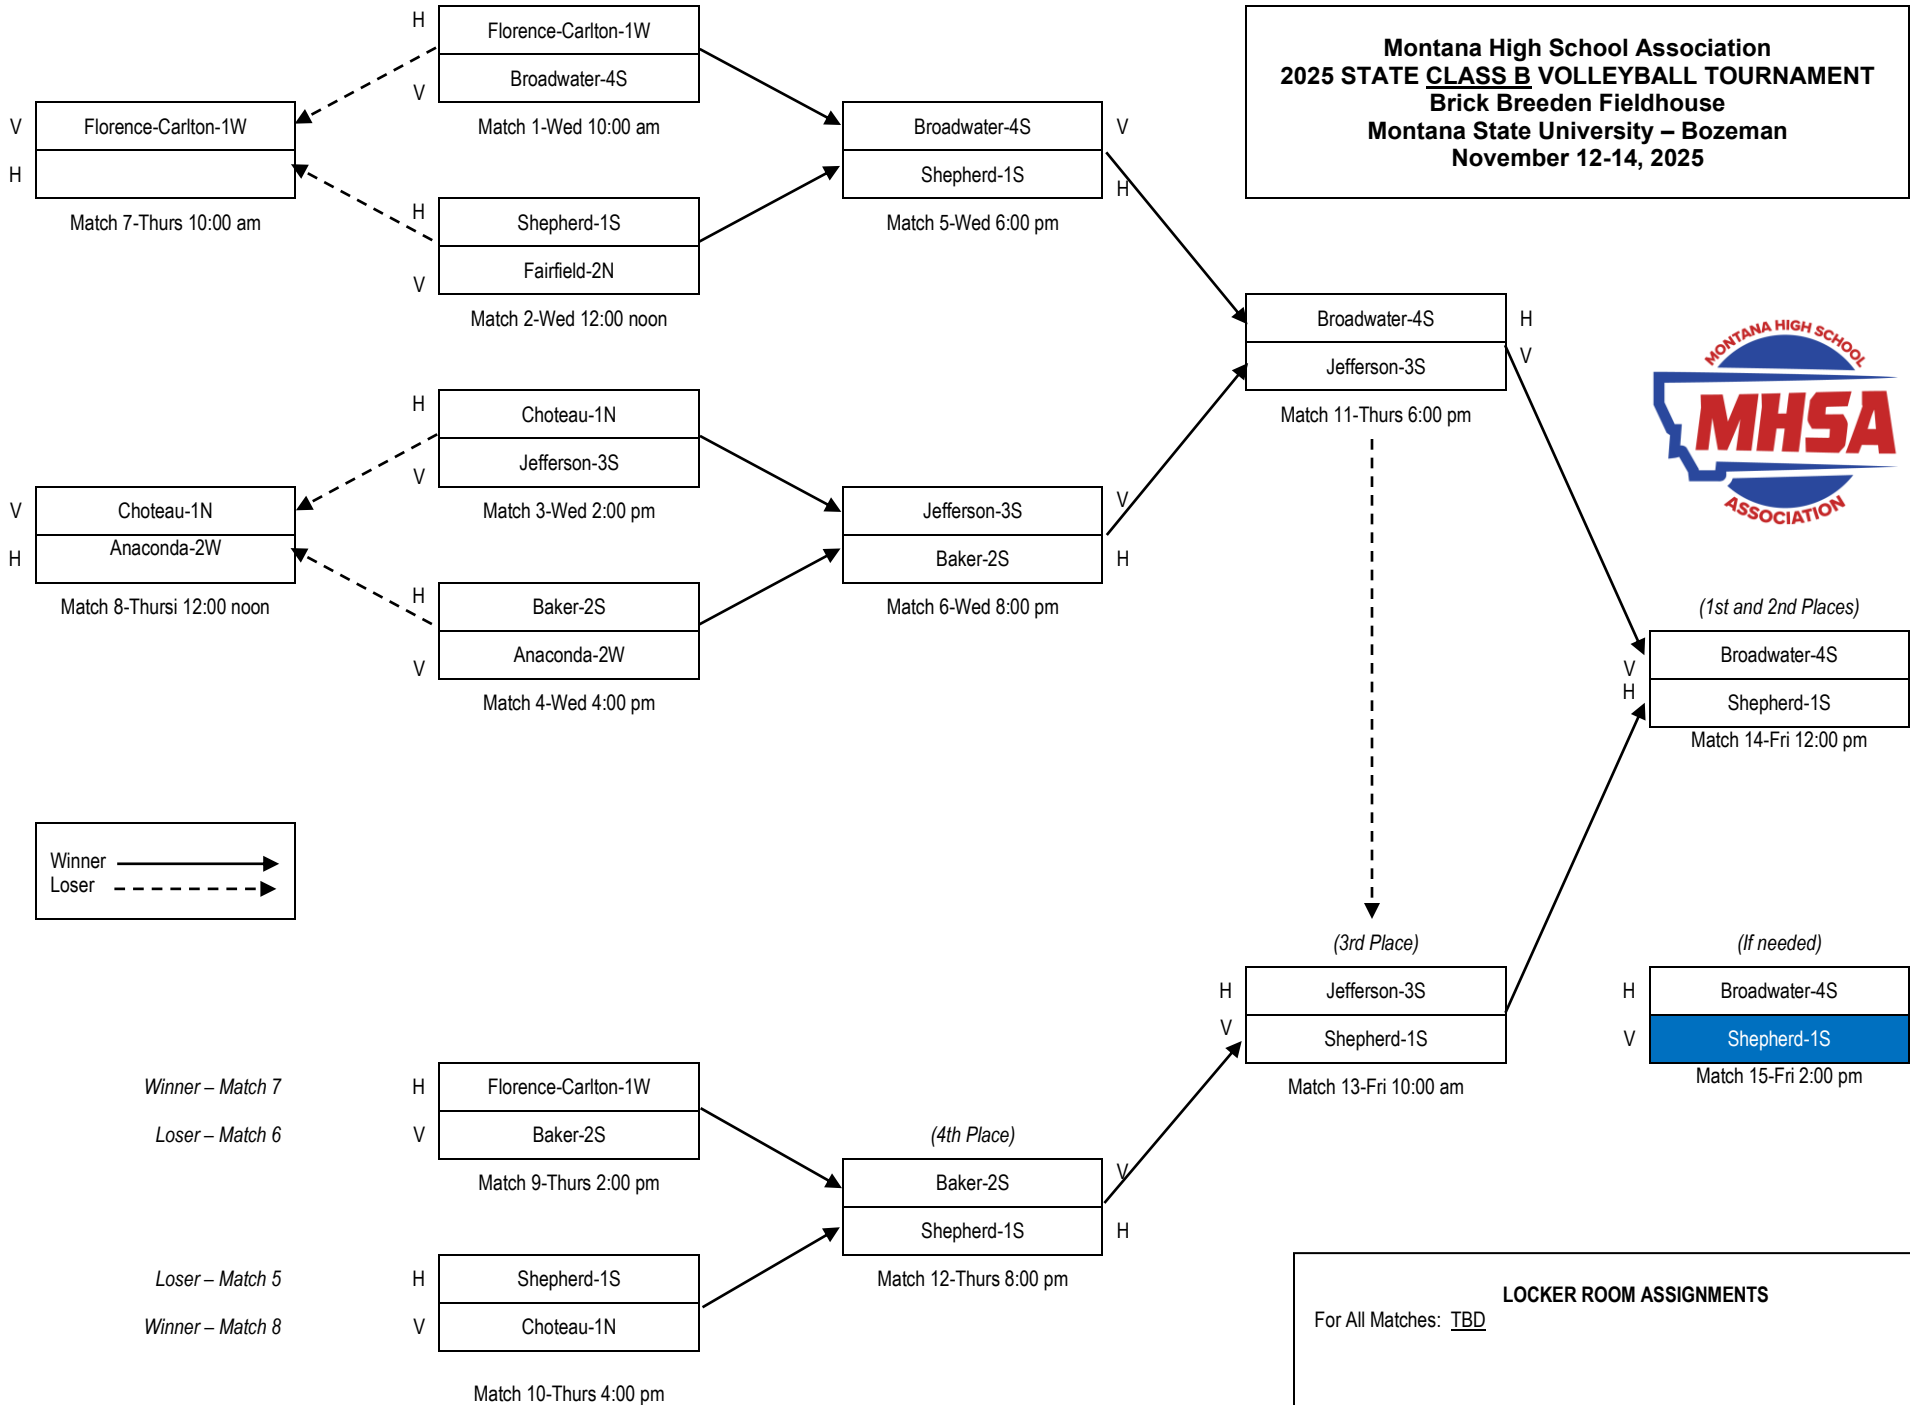 Montana High School Association
2025 STATE CLASS B VOLLEYBALL TOURNAMENT
Brick Breeden Fieldhouse
Montana State University – Bozeman
November 12-14, 2025
H
Florence-Carlton-1W
V
Broadwater-4S
Match 1-Wed 10:00 am
V
Florence-Carlton-1W
H
Match 7-Thurs 10:00 am
H
Shepherd-1S
V
Fairfield-2N
Match 2-Wed 12:00 noon
Broadwater-4S
V
Shepherd-1S
H
Match 5-Wed 6:00 pm
H
Choteau-1N
V
Jefferson-3S
Match 3-Wed 2:00 pm
V
Choteau-1N
H
Anaconda-2W
Match 8-Thursi 12:00 noon
H
Baker-2S
V
Anaconda-2W
Match 4-Wed 4:00 pm
Jefferson-3S
V
Baker-2S
H
Match 6-Wed 8:00 pm
Broadwater-4S
H
Jefferson-3S
V
Match 11-Thurs 6:00 pm
MONTANA HIGH SCHOOL
MHSA
ASSOCIATION
(1st and 2nd Places)
V
Broadwater-4S
H
Shepherd-1S
Match 14-Fri 12:00 pm
Winner
Loser
(3rd Place)
H
Jefferson-3S
V
Shepherd-1S
Match 13-Fri 10:00 am
(If needed)
H
Broadwater-4S
V
Shepherd-1S
Match 15-Fri 2:00 pm
Winner – Match 7
H
Florence-Carlton-1W
Loser – Match 6
V
Baker-2S
Match 9-Thurs 2:00 pm
(4th Place)
Baker-2S
V
Shepherd-1S
H
Match 12-Thurs 8:00 pm
Loser – Match 5
H
Shepherd-1S
Winner – Match 8
V
Choteau-1N
Match 10-Thurs 4:00 pm
LOCKER ROOM ASSIGNMENTS
For All Matches: TBD